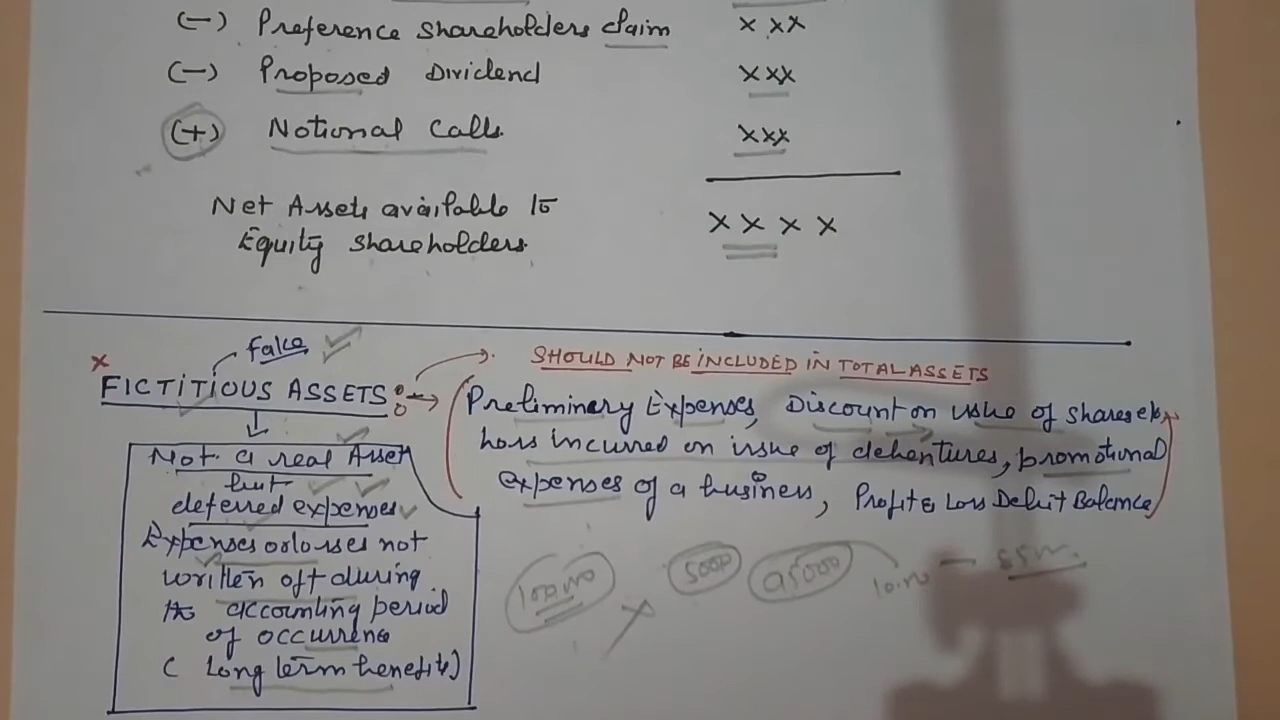 (-) Preference shareholders claim x xx
(-) Proposed Dividend xxx
(+) Notional Calls xxx
Net Assets available to
Equity shareholders. x x x x
Fake
x
FICTITIOUS ASSETS:
SHOULD NOT BE INCLUDED IN TOTAL ASSETS
(Preliminary Expenses, Discount on issue of shares etc,
loss incurred on issue of debentures, promotional
expenses of a business, Profit & Loss Debit Balance)
Not a real Asset
but
deferred expenses
Expenses or losses not
written off during
the accounting period
of occurrence
( Long term benefits)
5000
95000